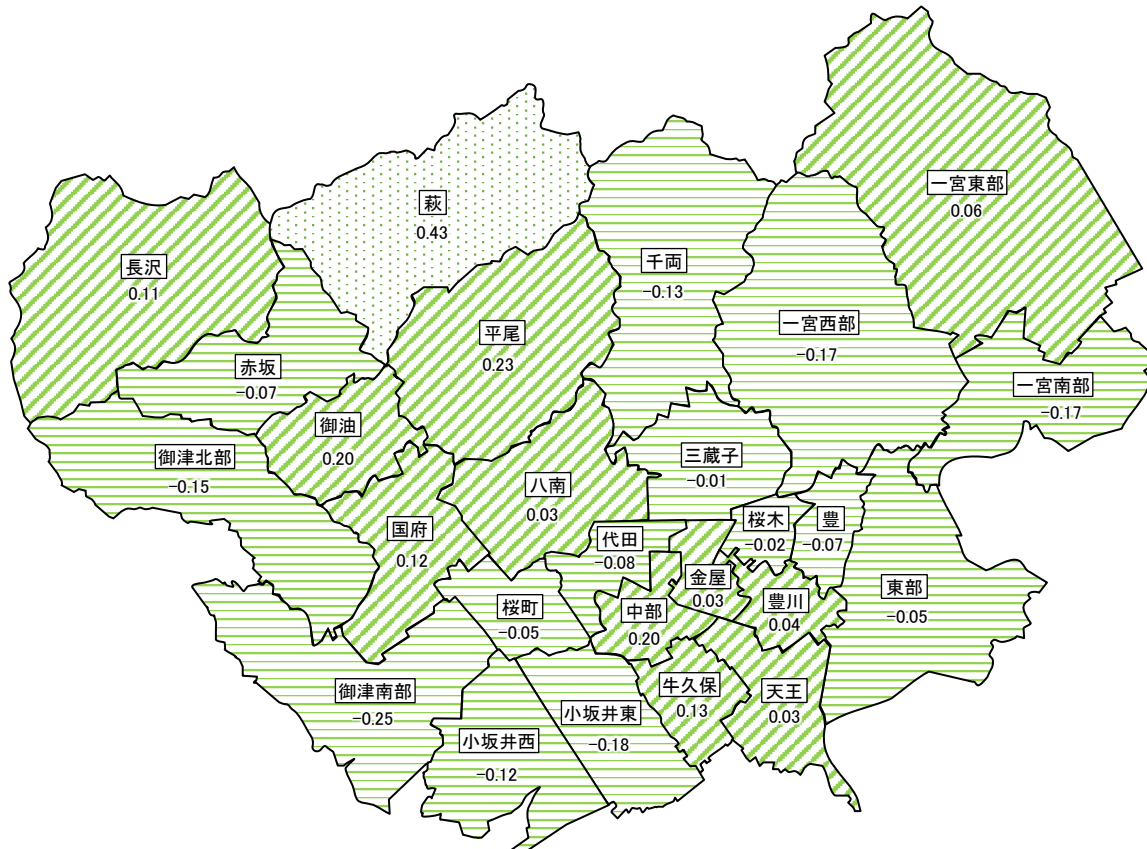 一宮東部
0.06
萩
0.43
長沢
0.11
千両
-0.13
一宮西部
-0.17
平尾
0.23
赤坂
-0.07
一宮南部
-0.17
御油
0.20
御津北部
-0.15
三蔵子
-0.01
八南
0.03
国府
0.12
桜木
-0.02
豊
-0.07
代田
-0.08
金屋
0.03
豊川
0.04
東部
-0.05
桜町
-0.05
中部
0.20
御津南部
-0.25
牛久保
0.13
天王
0.03
小坂井東
-0.18
小坂井西
-0.12